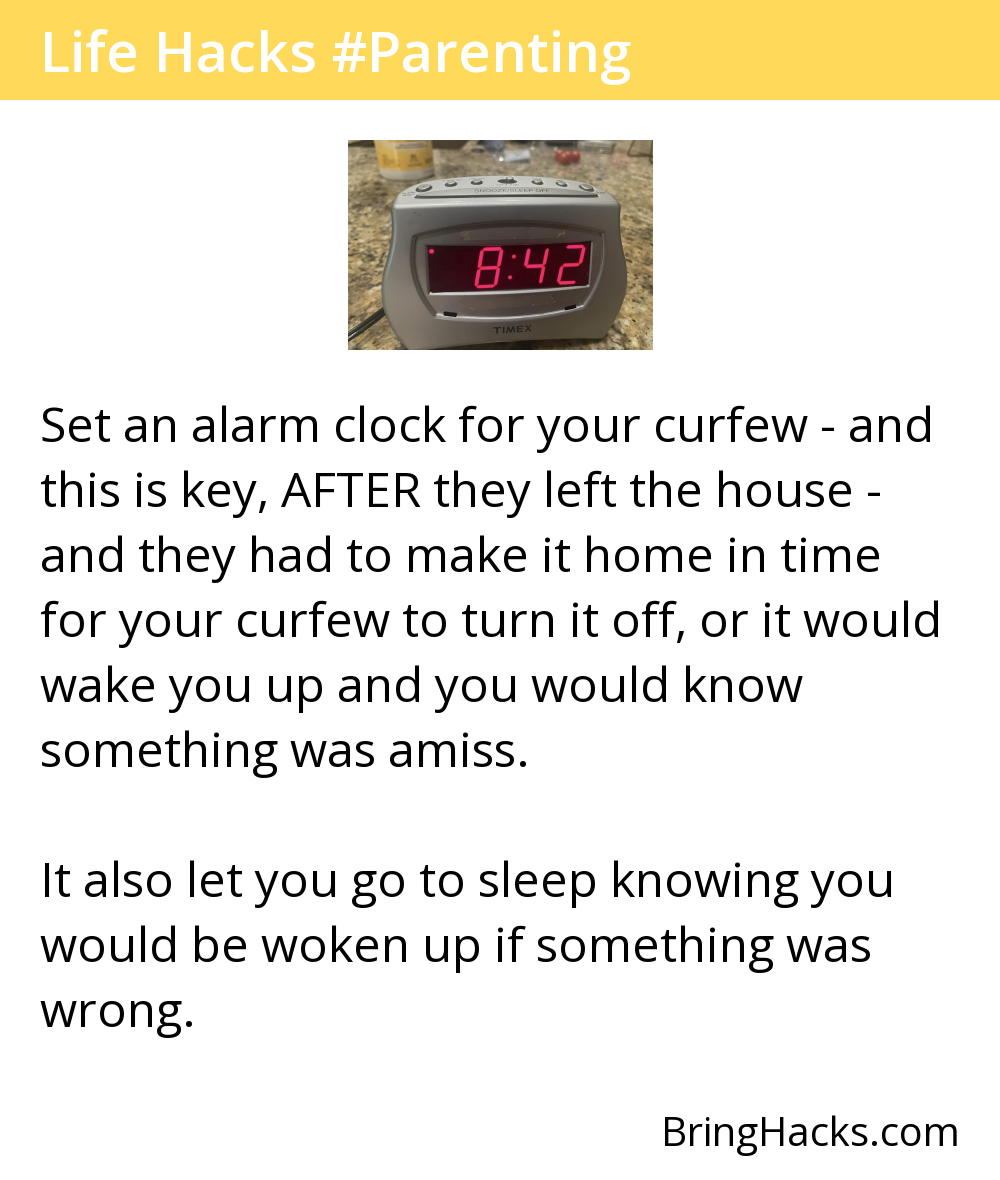 Life Hacks #Parenting
SNOOZE/SLEEP OFF
8:42
TIMEX
Set an alarm clock for your curfew - and
this is key, AFTER they left the house -
and they had to make it home in time
for your curfew to turn it off, or it would
wake you up and you would know
something was amiss.
It also let you go to sleep knowing you
would be woken up if something was
wrong.
BringHacks.com